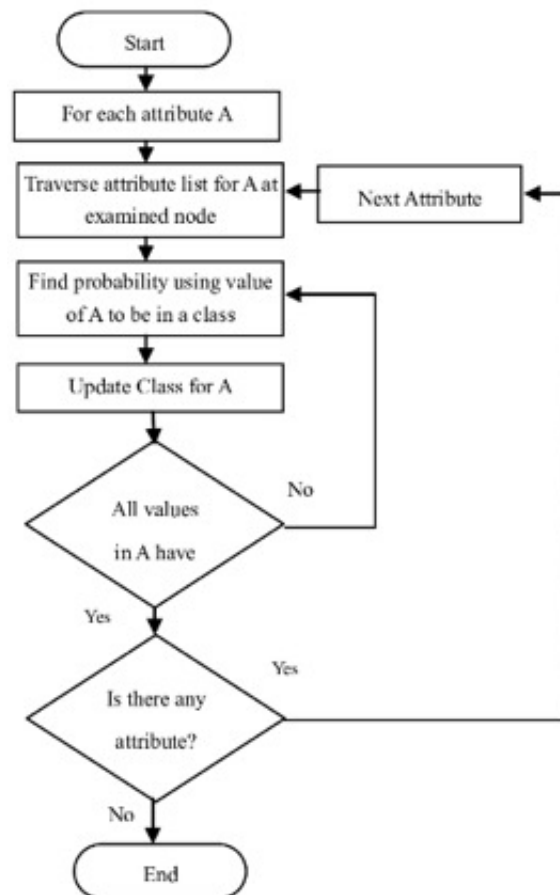 Start
For each attribute A
Traverse attribute list for A at
examined node
Next Attribute
Find probability using value
of A to be in a class
Update Class for A
No
All values
in A have
Yes
Yes
Is there any
attribute?
No
End